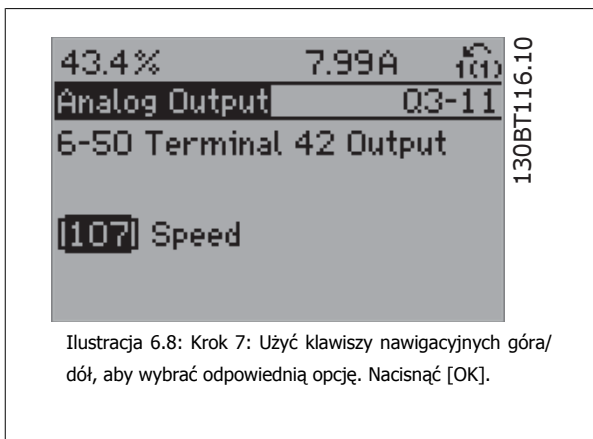 43.4% 7.99A 1(1)
Analog Output Q3-11
6-50 Terminal 42 Output
[107] Speed
130BT116.10
Ilustracja 6.8: Krok 7: Użyć klawiszy nawigacyjnych góra/
dół, aby wybrać odpowiednią opcję. Nacisnąć [OK].